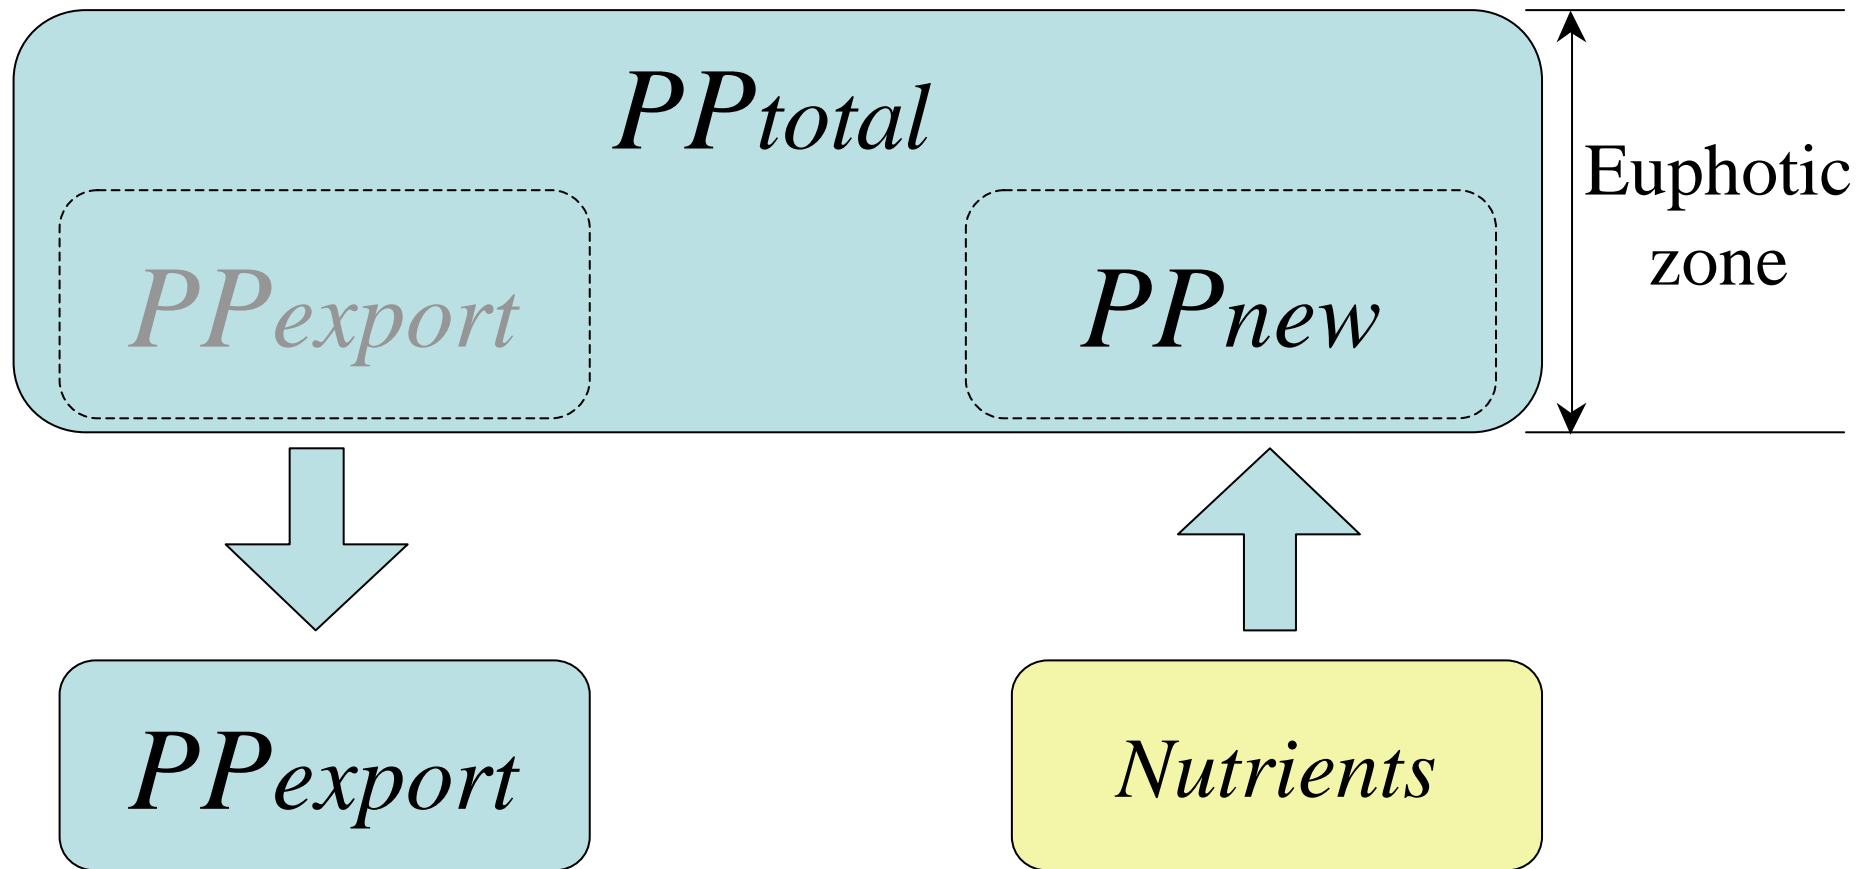 PPtotal
Euphotic
zone
PPexport
PPnew
PPexport
Nutrients